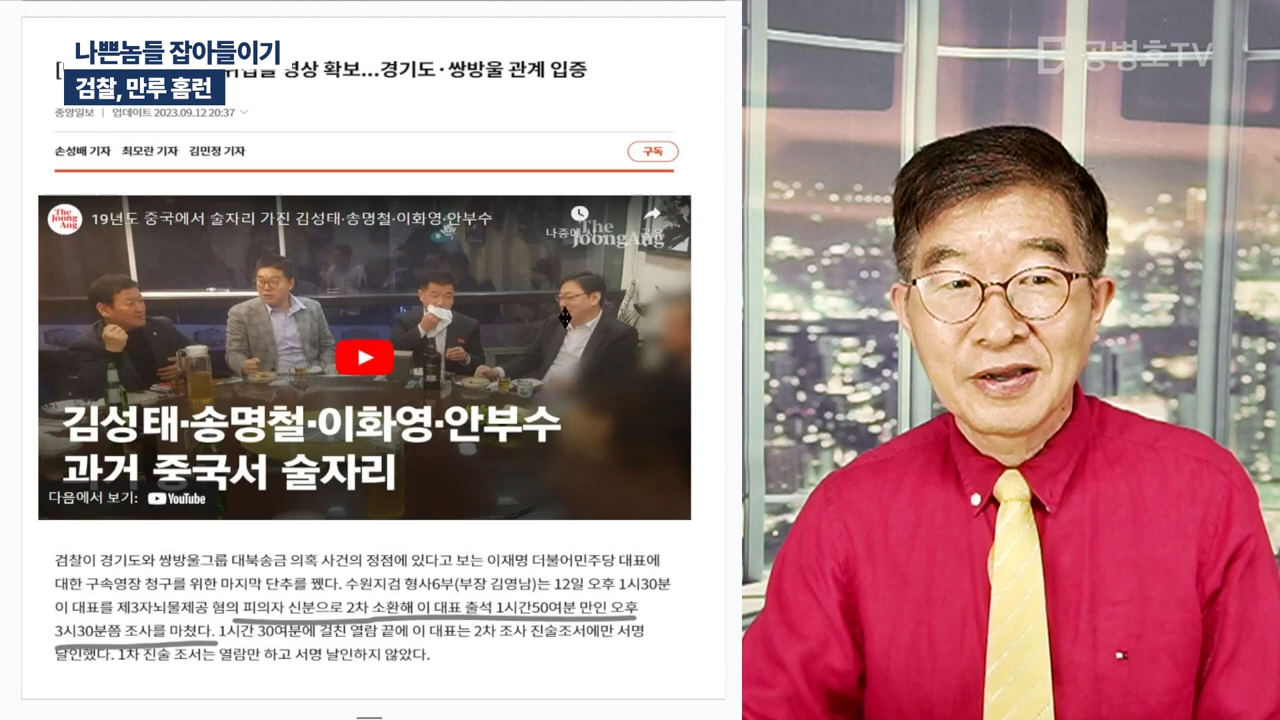 나쁜놈들 잡아들이기
검찰, 만루 홈런
영상 확보...경기도·쌍방울 관계 입증
중앙일보 | 업데이트 2023.09.12 20:37
손성배 기자 최모란 기자 김민정 기자
구독
The JoongAng
19년도 중국에서 술자리 가진 김성태·송명철·이화영·안부수
The JoongAng
김성태·송명철·이화영·안부수
과거 중국서 술자리
다음에서 보기: YouTube
검찰이 경기도와 쌍방울그룹 대북송금 의혹 사건의 정점에 있다고 보는 이재명 더불어민주당 대표에
대한 구속영장 청구를 위한 마지막 단추를 뀄다. 수원지검 형사6부(부장 김영남)는 12일 오후 1시30분
이 대표를 제3자뇌물제공 혐의 피의자 신분으로 2차 소환해 이 대표 출석 1시간50여분 만인 오후
3시30분쯤 조사를 마쳤다. 1시간 30여분에 걸친 열람 끝에 이 대표는 2차 조사 진술조서에만 서명
날인했다. 1차 진술 조서는 열람만 하고 서명 날인하지 않았다.
공병호TV